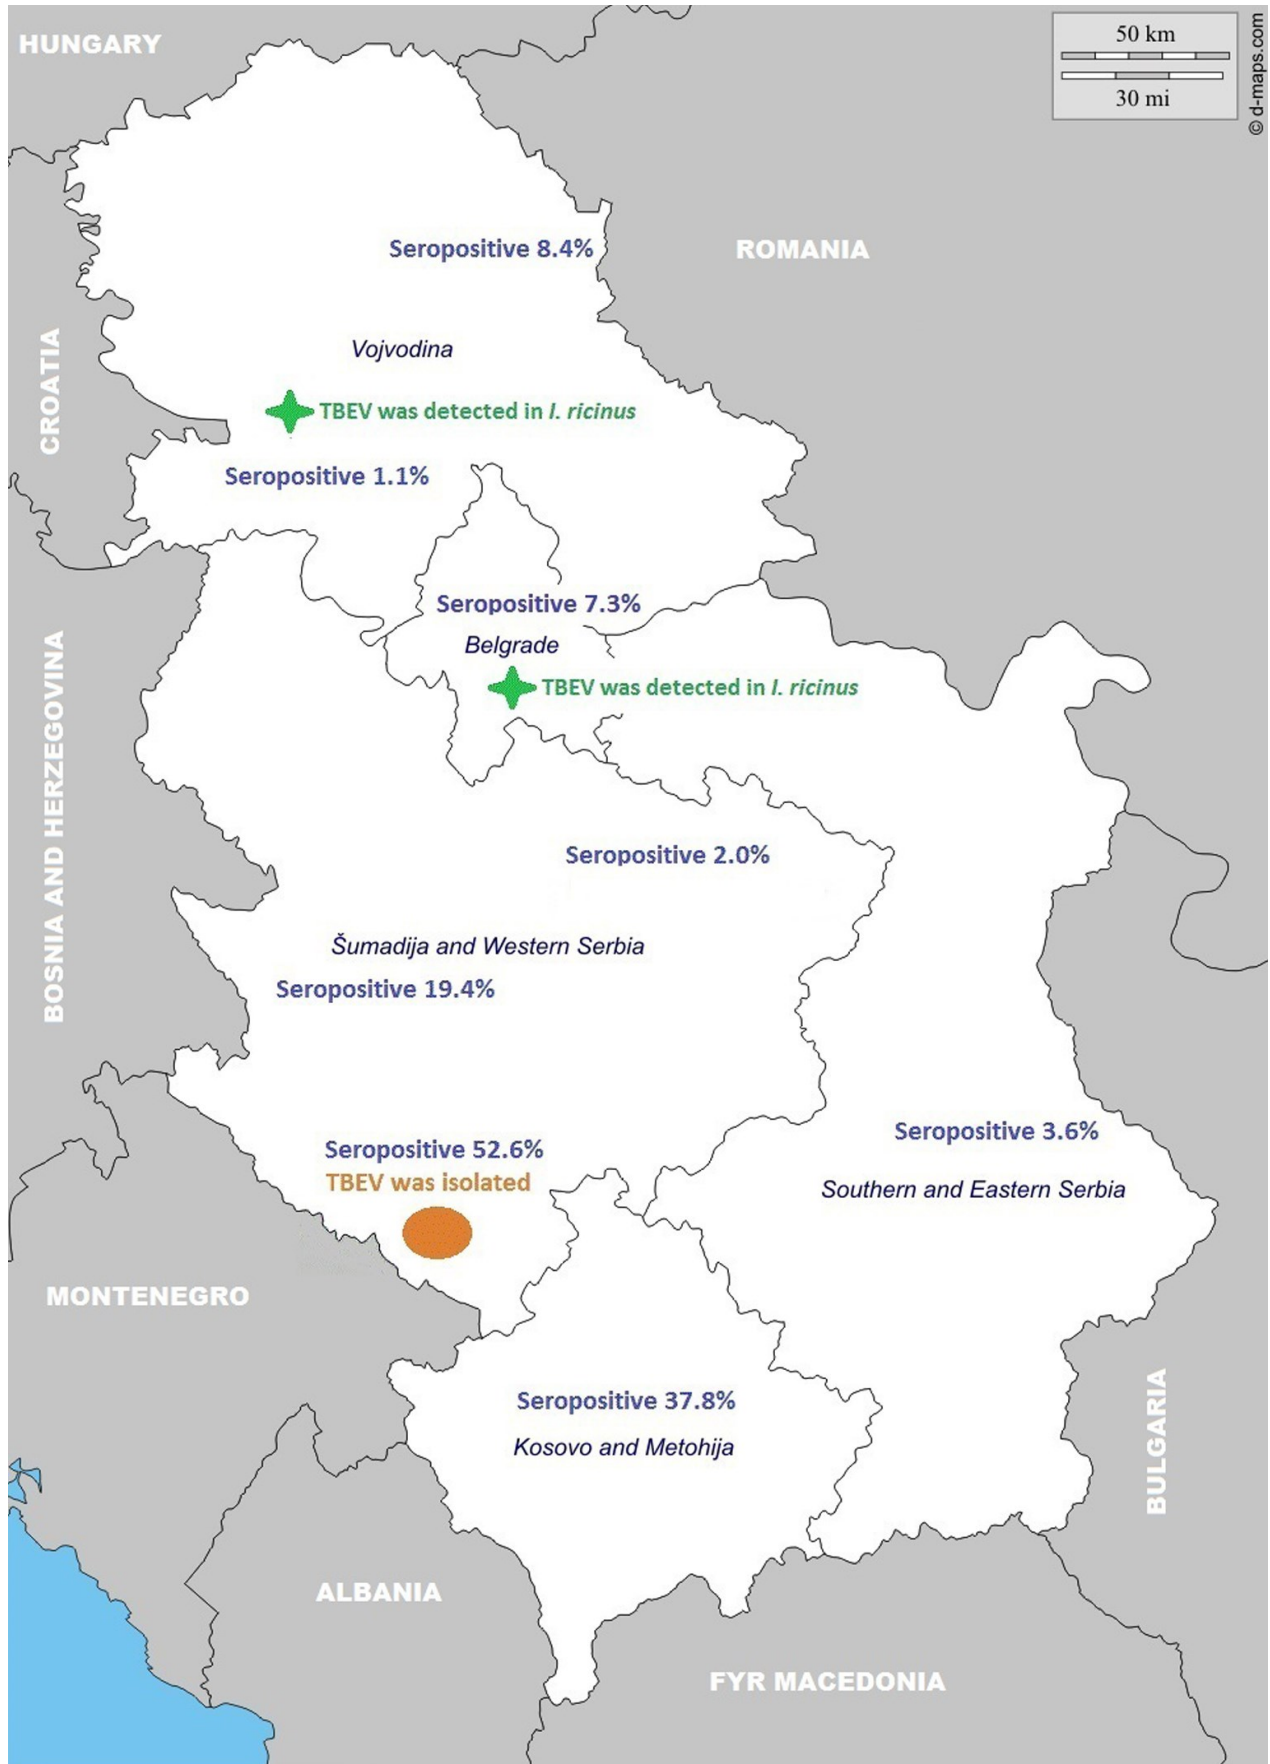 HUNGARY
50 km
30 mi
© d-maps.com
Seropositive 8.4%
ROMANIA
Vojvodina
CROATIA
TBEV was detected in I. ricinus
Seropositive 1.1%
Seropositive 7.3%
Belgrade
TBEV was detected in I. ricinus
BOSNIA AND HERZEGOVINA
Seropositive 2.0%
Šumadija and Western Serbia
Seropositive 19.4%
Seropositive 3.6%
Seropositive 52.6%
TBEV was isolated
Southern and Eastern Serbia
MONTENEGRO
Seropositive 37.8%
Kosovo and Metohija
BULGARIA
ALBANIA
FYR MACEDONIA